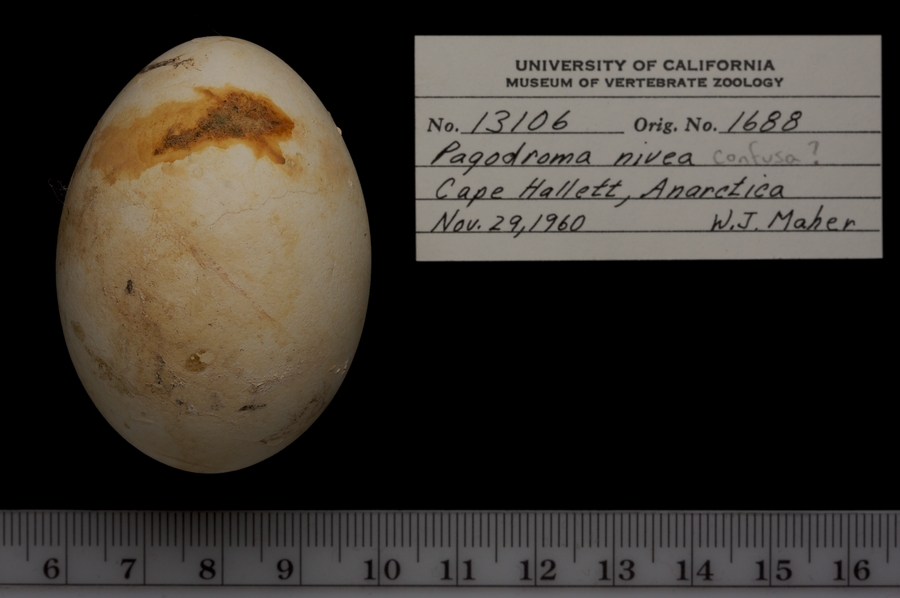 UNIVERSITY OF CALIFORNIA
MUSEUM OF VERTEBRATE ZOOLOGY
No. 13106 Orig. No. 1688
Pagodroma nivea confusa?
Cape Hallett, Anarctica
Nov. 29, 1960 W.J. Maher
6 7 8 9 10 11 12 13 14 15 16